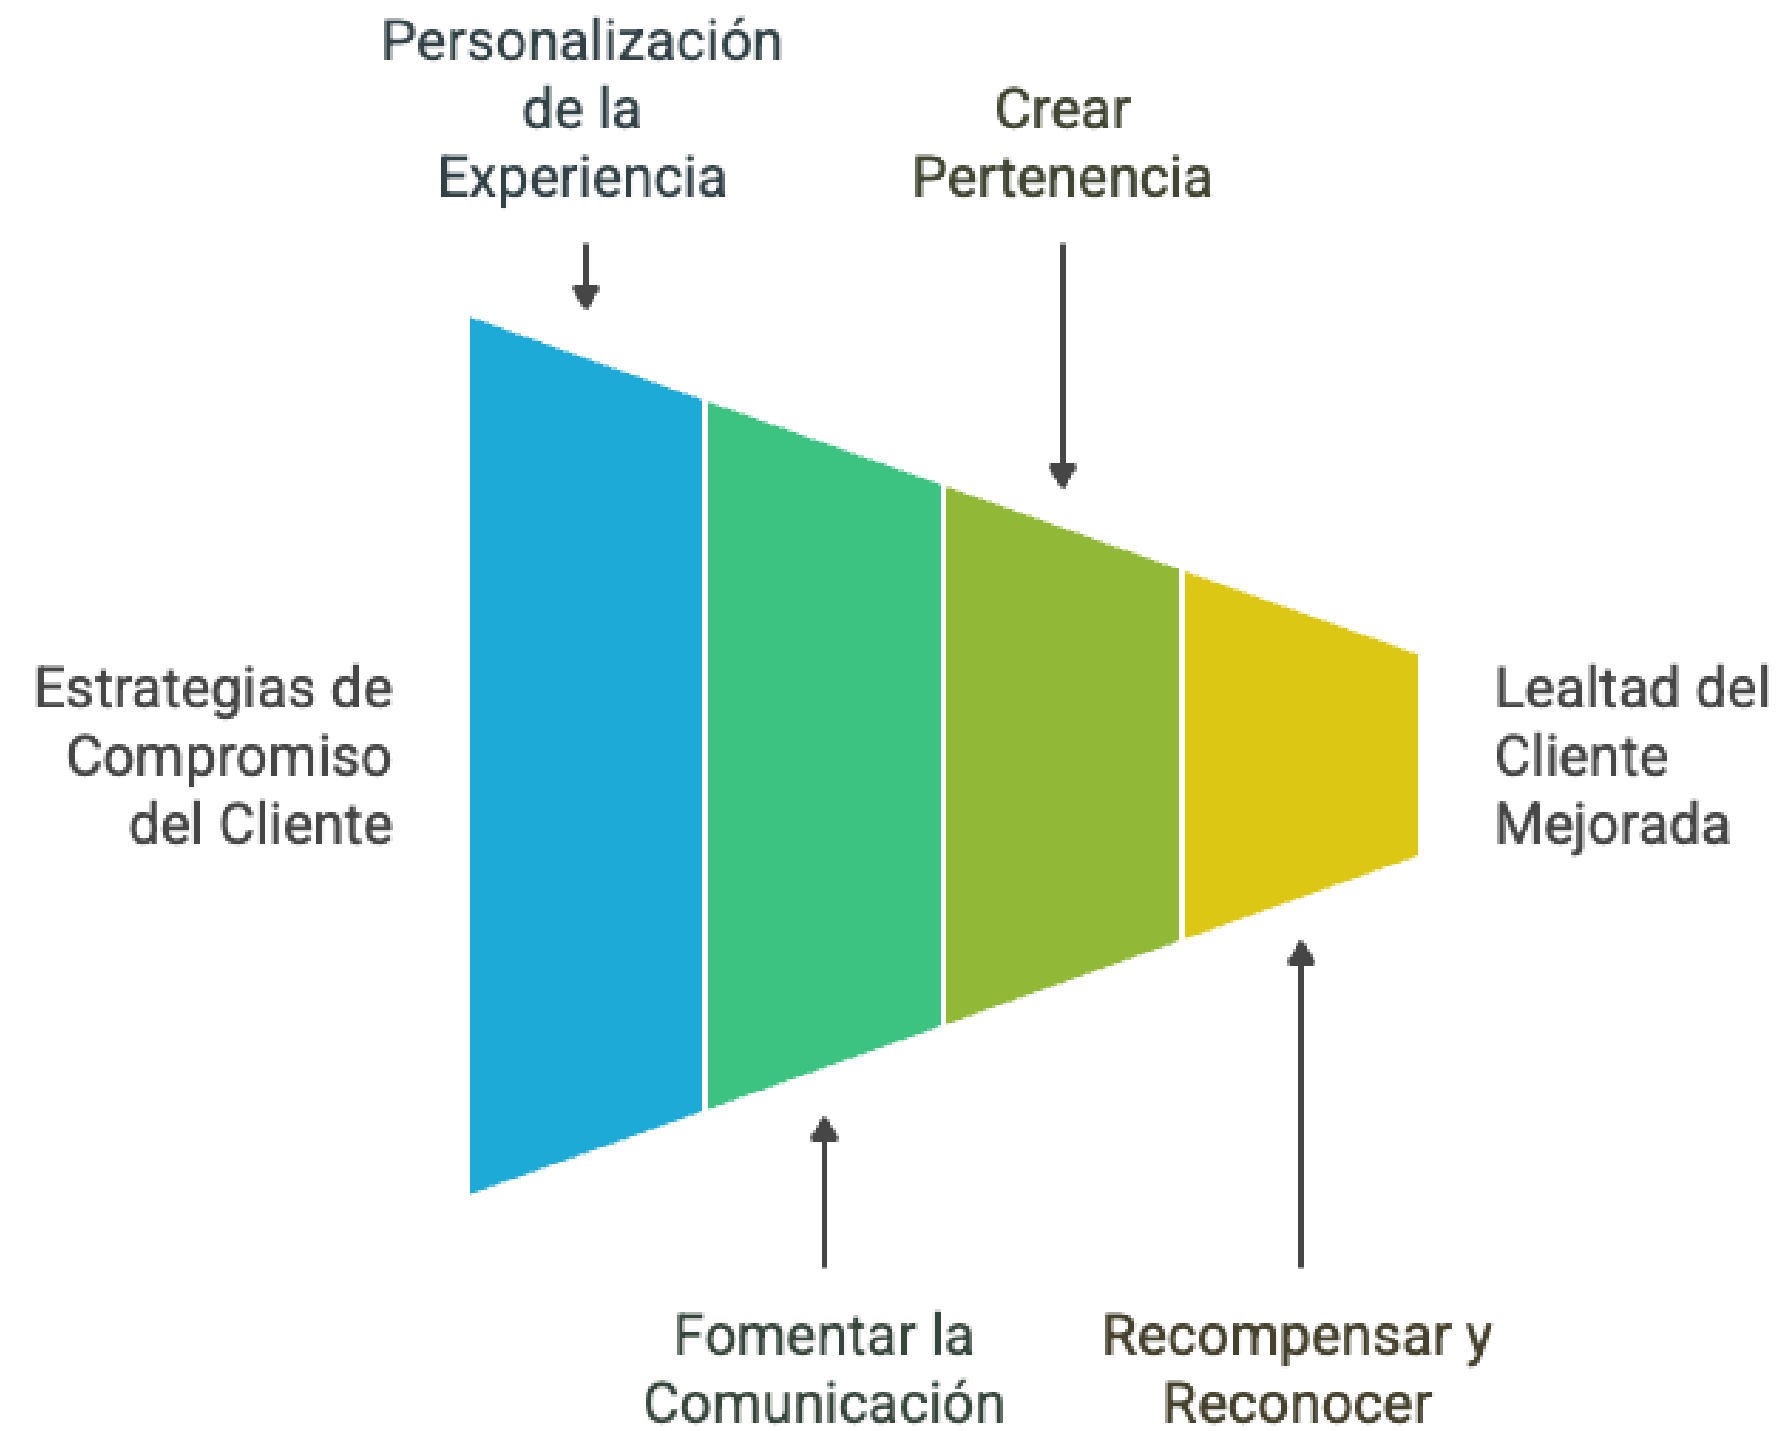 Personalización
de la
Experiencia
Crear
Pertenencia
Estrategias de
Compromiso
del Cliente
Lealtad del
Cliente
Mejorada
Fomentar la
Comunicación
Recompensar y
Reconocer